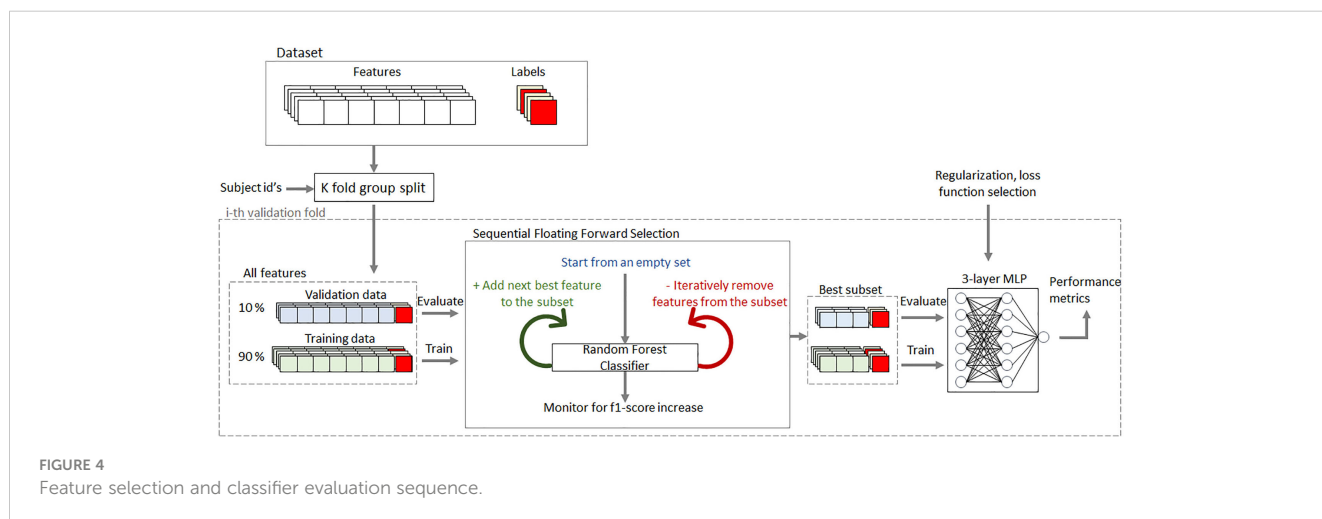 Dataset
Features
Labels
Subject id's
K fold group split
i-th validation fold
Regularization, loss
function selection
All features
10 %
Validation data
Evaluate
90 %
Training data
Train
Sequential Floating Forward Selection
Start from an empty set
+ Add next best feature
to the subset
- Iteratively remove
features from the subset
Random Forest
Classifier
Monitor for f1-score increase
Best subset
Evaluate
Train
3-layer MLP
Performance
metrics
FIGURE 4
Feature selection and classifier evaluation sequence.